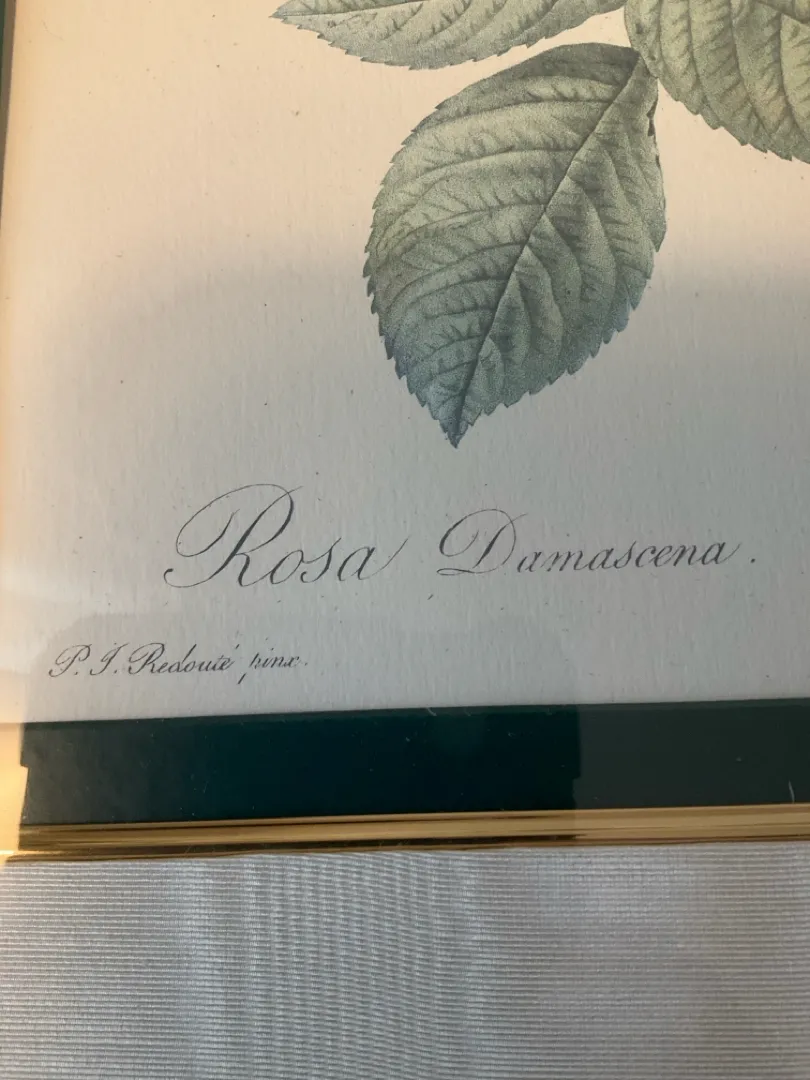 Rosa Damascena.
P. J. Redouté pinx.